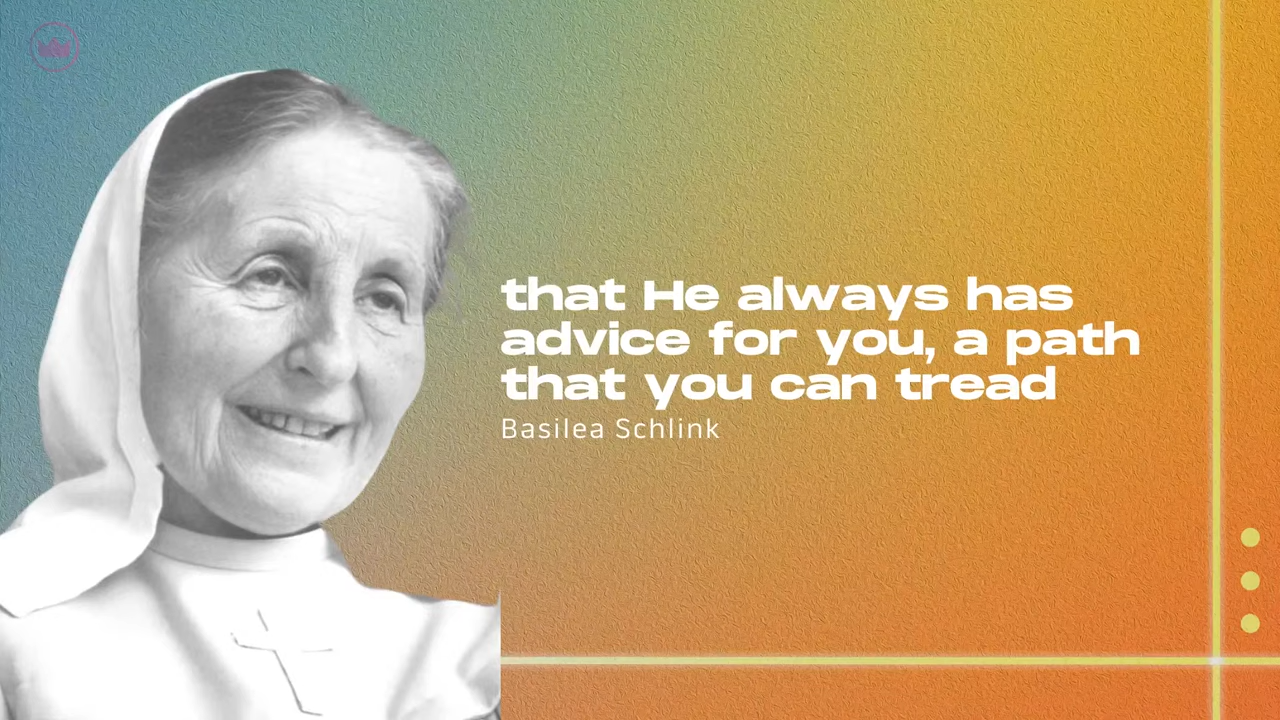 that He always has
advice for you, a path
that you can tread
Basilea Schlink